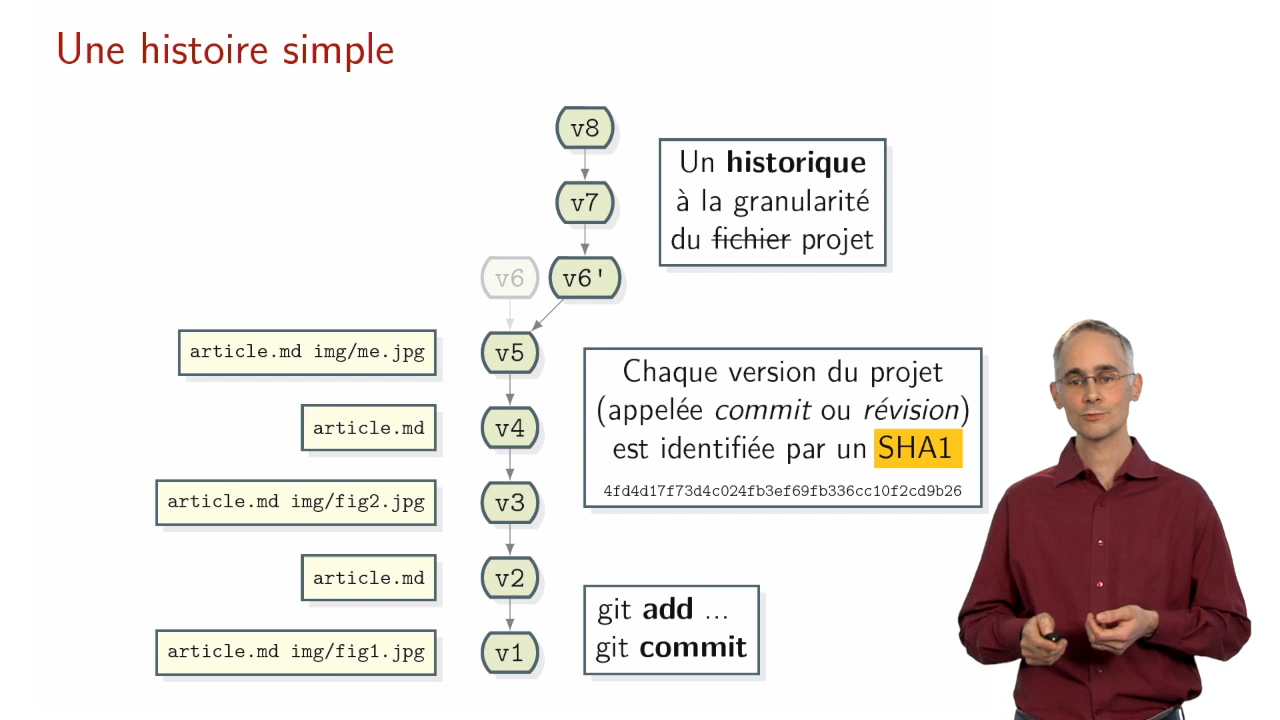 Une histoire simple
v8
v7
v6
v6'
Un historique
à la granularité
du fichier projet
article.md img/me.jpg
v5
article.md
v4
article.md img/fig2.jpg
v3
article.md
v2
article.md img/fig1.jpg
v1
Chaque version du projet
(appelée commit ou révision)
est identifiée par un SHA1
4fd4d17f73d4c024fb3ef69fb336cc10f2cd9b26
git add ...
git commit